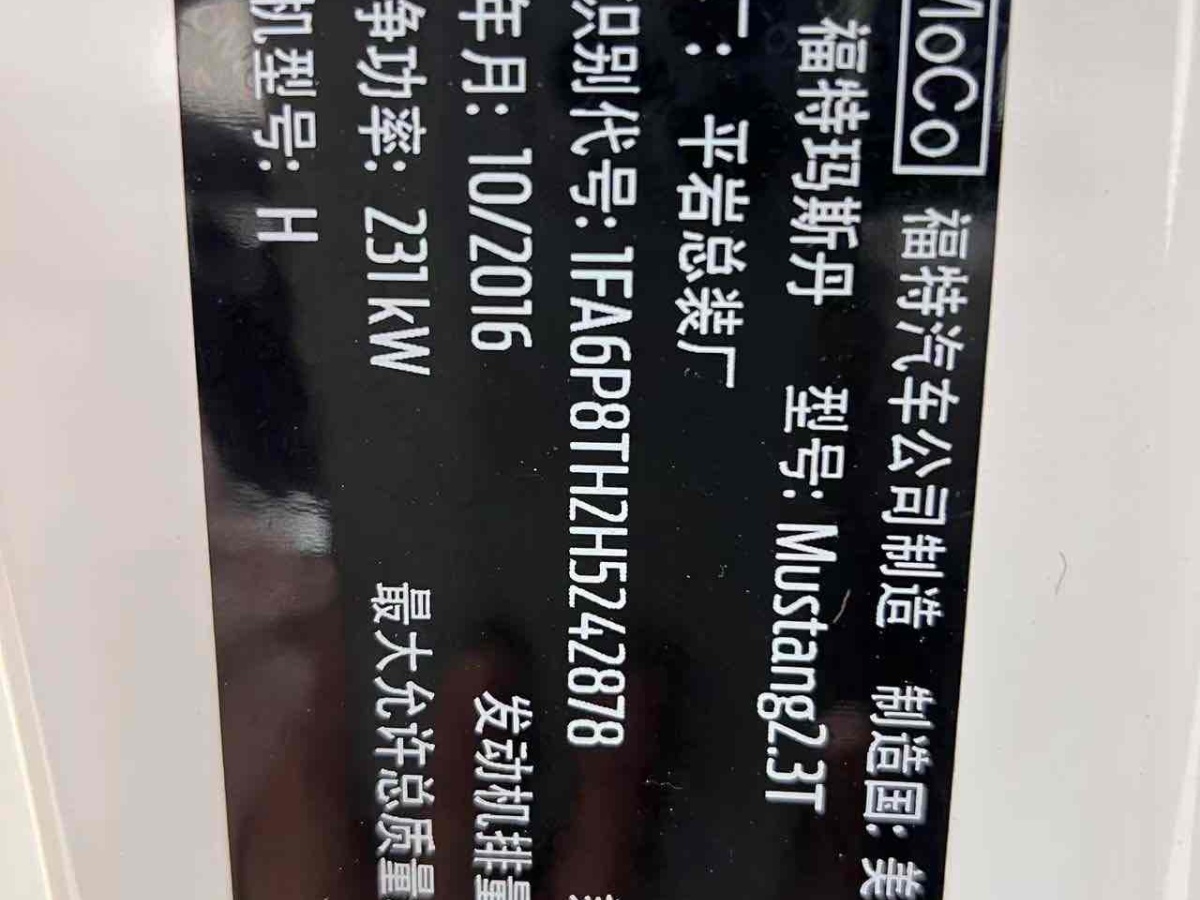 MoCo 福特汽车公司制造 制造国: 美
福特玛斯丹 型号: Mustang2.3T
: 平岩总装厂
识别代号: 1FA6P8TH2H5242878
年月: 10/2016 发动机排量
净功率: 231kW 最大允许总质量
机型号: H